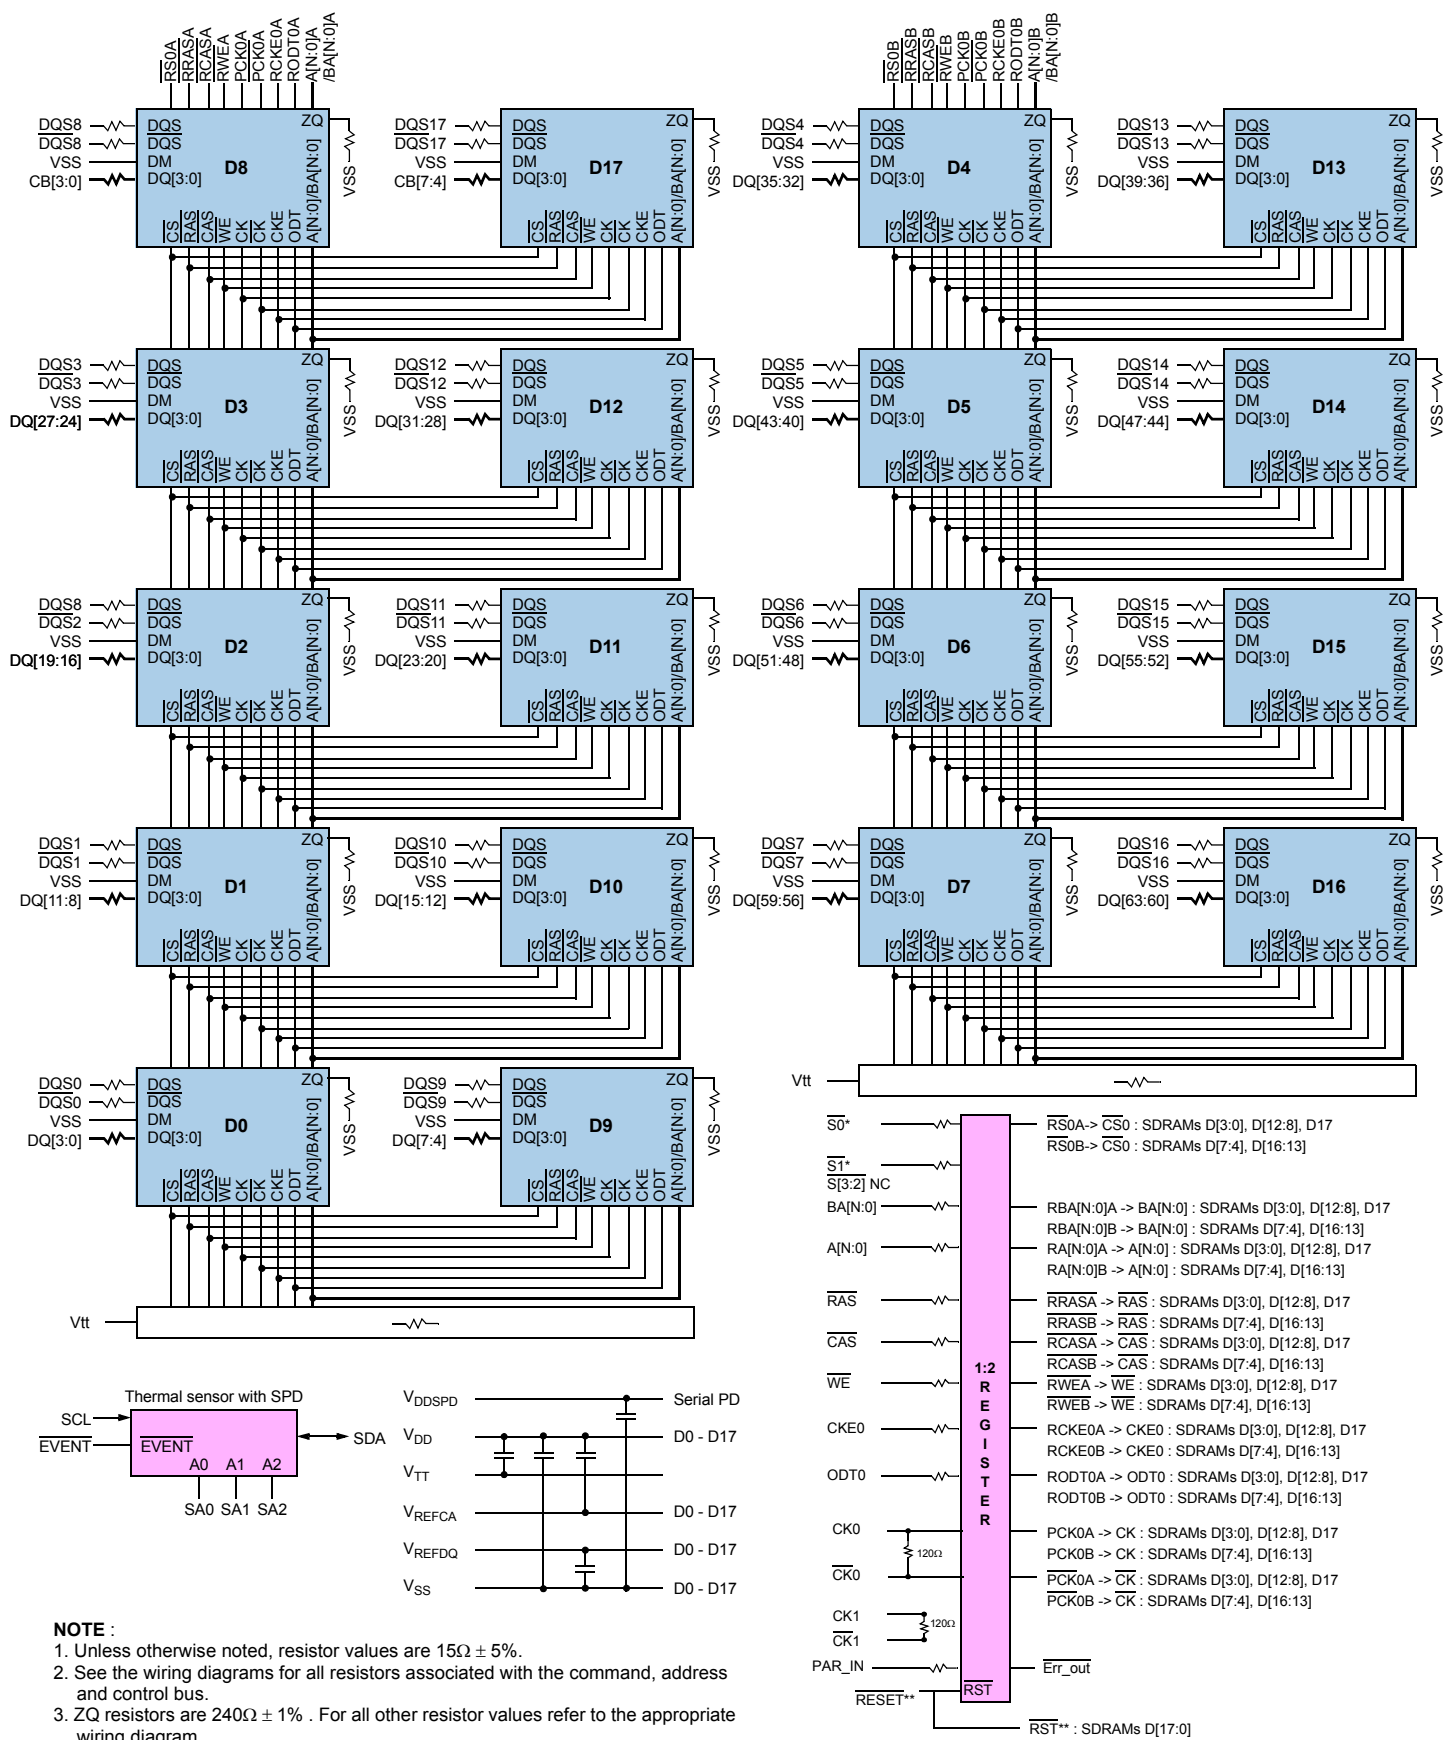 RS0A
RRASA
RCASA
RWEA
PCK0A
PCK0A
RCKE0A
RODT0A
A[N:0]A
/BA[N:0]A
RS0B
RRASB
RCASB
RWEB
PCK0B
PCK0B
RCKE0B
RODT0B
A[N:0]B
/BA[N:0]B
DQS8
DQS8
VSS
CB[3:0]
DQS
DQS
DM
DQ[3:0]
D8
ZQ
VSS
CS
RAS
CAS
WE
CK
CK
CKE
ODT
A[N:0]/BA[N:0]
DQS17
DQS17
VSS
CB[7:4]
DQS
DQS
DM
DQ[3:0]
D17
ZQ
VSS
CS
RAS
CAS
WE
CK
CK
CKE
ODT
A[N:0]/BA[N:0]
DQS4
DQS4
VSS
DQ[35:32]
DQS
DQS
DM
DQ[3:0]
D4
ZQ
VSS
CS
RAS
CAS
WE
CK
CK
CKE
ODT
A[N:0]/BA[N:0]
DQS13
DQS13
VSS
DQ[39:36]
DQS
DQS
DM
DQ[3:0]
D13
ZQ
VSS
CS
RAS
CAS
WE
CK
CK
CKE
ODT
A[N:0]/BA[N:0]
DQS3
DQS3
VSS
DQ[27:24]
DQS
DQS
DM
DQ[3:0]
D3
ZQ
VSS
CS
RAS
CAS
WE
CK
CK
CKE
ODT
A[N:0]/BA[N:0]
DQS12
DQS12
VSS
DQ[31:28]
DQS
DQS
DM
DQ[3:0]
D12
ZQ
VSS
CS
RAS
CAS
WE
CK
CK
CKE
ODT
A[N:0]/BA[N:0]
DQS5
DQS5
VSS
DQ[43:40]
DQS
DQS
DM
DQ[3:0]
D5
ZQ
VSS
CS
RAS
CAS
WE
CK
CK
CKE
ODT
A[N:0]/BA[N:0]
DQS14
DQS14
VSS
DQ[47:44]
DQS
DQS
DM
DQ[3:0]
D14
ZQ
VSS
CS
RAS
CAS
WE
CK
CK
CKE
ODT
A[N:0]/BA[N:0]
DQS8
DQS2
VSS
DQ[19:16]
DQS
DQS
DM
DQ[3:0]
D2
ZQ
VSS
CS
RAS
CAS
WE
CK
CK
CKE
ODT
A[N:0]/BA[N:0]
DQS11
DQS11
VSS
DQ[23:20]
DQS
DQS
DM
DQ[3:0]
D11
ZQ
VSS
CS
RAS
CAS
WE
CK
CK
CKE
ODT
A[N:0]/BA[N:0]
DQS6
DQS6
VSS
DQ[51:48]
DQS
DQS
DM
DQ[3:0]
D6
ZQ
VSS
CS
RAS
CAS
WE
CK
CK
CKE
ODT
A[N:0]/BA[N:0]
DQS15
DQS15
VSS
DQ[55:52]
DQS
DQS
DM
DQ[3:0]
D15
ZQ
VSS
CS
RAS
CAS
WE
CK
CK
CKE
ODT
A[N:0]/BA[N:0]
DQS1
DQS1
VSS
DQ[11:8]
DQS
DQS
DM
DQ[3:0]
D1
ZQ
VSS
CS
RAS
CAS
WE
CK
CK
CKE
ODT
A[N:0]/BA[N:0]
DQS10
DQS10
VSS
DQ[15:12]
DQS
DQS
DM
DQ[3:0]
D10
ZQ
VSS
CS
RAS
CAS
WE
CK
CK
CKE
ODT
A[N:0]/BA[N:0]
DQS7
DQS7
VSS
DQ[59:56]
DQS
DQS
DM
DQ[3:0]
D7
ZQ
VSS
CS
RAS
CAS
WE
CK
CK
CKE
ODT
A[N:0]/BA[N:0]
DQS16
DQS16
VSS
DQ[63:60]
DQS
DQS
DM
DQ[3:0]
D16
ZQ
VSS
CS
RAS
CAS
WE
CK
CK
CKE
ODT
A[N:0]/BA[N:0]
DQS0
DQS0
VSS
DQ[3:0]
DQS
DQS
DM
DQ[3:0]
D0
ZQ
VSS
CS
RAS
CAS
WE
CK
CK
CKE
ODT
A[N:0]/BA[N:0]
DQS9
DQS9
VSS
DQ[7:4]
DQS
DQS
DM
DQ[3:0]
D9
ZQ
VSS
CS
RAS
CAS
WE
CK
CK
CKE
ODT
A[N:0]/BA[N:0]
Vtt
Vtt
S0*
S1*
S[3:2] NC
BA[N:0]
A[N:0]
RAS
CAS
WE
CKE0
ODT0
CK0
120Ω
CK0
CK1
120Ω
CK1
PAR_IN
RESET**
1:2
R
E
G
I
S
T
E
R
RST
RS0A-> CS0 : SDRAMs D[3:0], D[12:8], D17
RS0B-> CS0 : SDRAMs D[7:4], D[16:13]
RBA[N:0]A -> BA[N:0] : SDRAMs D[3:0], D[12:8], D17
RBA[N:0]B -> BA[N:0] : SDRAMs D[7:4], D[16:13]
RA[N:0]A -> A[N:0] : SDRAMs D[3:0], D[12:8], D17
RA[N:0]B -> A[N:0] : SDRAMs D[7:4], D[16:13]
RRASA -> RAS : SDRAMs D[3:0], D[12:8], D17
RRASB -> RAS : SDRAMs D[7:4], D[16:13]
RCASA -> CAS : SDRAMs D[3:0], D[12:8], D17
RCASB -> CAS : SDRAMs D[7:4], D[16:13]
RWEA -> WE : SDRAMs D[3:0], D[12:8], D17
RWEB -> WE : SDRAMs D[7:4], D[16:13]
RCKE0A -> CKE0 : SDRAMs D[3:0], D[12:8], D17
RCKE0B -> CKE0 : SDRAMs D[7:4], D[16:13]
RODT0A -> ODT0 : SDRAMs D[3:0], D[12:8], D17
RODT0B -> ODT0 : SDRAMs D[7:4], D[16:13]
PCK0A -> CK : SDRAMs D[3:0], D[12:8], D17
PCK0B -> CK : SDRAMs D[7:4], D[16:13]
PCK0A -> CK : SDRAMs D[3:0], D[12:8], D17
PCK0B -> CK : SDRAMs D[7:4], D[16:13]
Err_out
RST** : SDRAMs D[17:0]
Thermal sensor with SPD
SCL
EVENT
EVENT
SDA
A0 A1 A2
SA0 SA1 SA2
VDDSPD
Serial PD
VDD
D0 - D17
VTT
VREFCA
D0 - D17
VREFDQ
D0 - D17
VSS
D0 - D17
NOTE :
1. Unless otherwise noted, resistor values are 15Ω ± 5%.
2. See the wiring diagrams for all resistors associated with the command, address
and control bus.
3. ZQ resistors are 240Ω ± 1% . For all other resistor values refer to the appropriate
wiring diagram